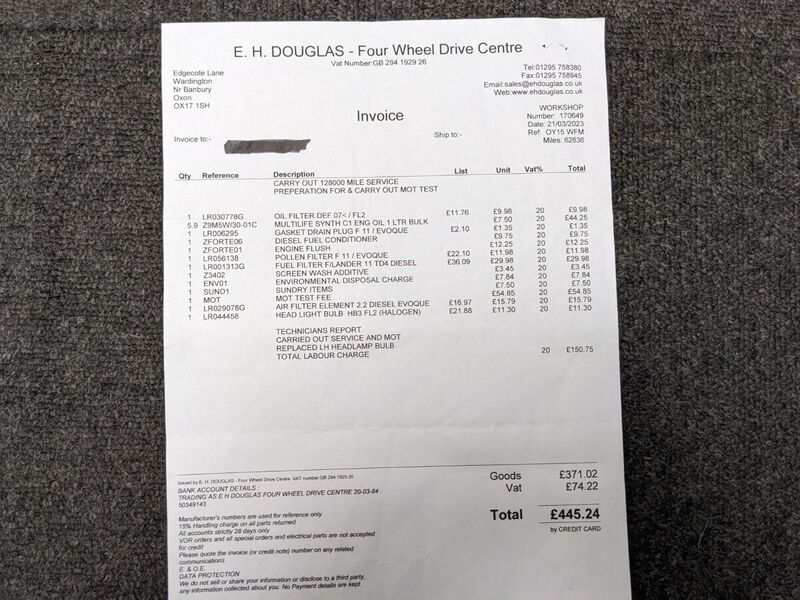 E. H. DOUGLAS - Four Wheel Drive Centre
Vat Number:GB 294 1929 26
Edgecote Lane
Wardington
Nr Banbury
Oxon
OX17 1SH
Tel:01295 758380
Fax:01295 758945
Email:sales@ehdouglas.co.uk
Web:www.ehdouglas.co.uk
Invoice
WORKSHOP
Number: 170649
Date: 21/03/2023
Ref: OY15 WFM
Miles: 62636
Invoice to:- Ship to:-
Qty Reference Description List Unit Vat% Total
CARRY OUT 128000 MILE SERVICE
PREPERATION FOR & CARRY OUT MOT TEST
1 LR030778G OIL FILTER DEF 07< / FL2 £11.76 £9.98 20 £9.98
5.9 Z9M5W/30-01C MULTILIFE SYNTH C1 ENG OIL 1 LTR BULK £7.50 20 £44.25
1 LR006295 GASKET DRAIN PLUG F 11 / EVOQUE £2.10 £1.35 20 £1.35
1 ZFORTE06 DIESEL FUEL CONDITIONER £9.75 20 £9.75
1 ZFORTE01 ENGINE FLUSH £12.25 20 £12.25
1 LR056138 POLLEN FILTER F 11 / EVOQUE £22.10 £11.98 20 £11.98
1 LR001313G FUEL FILTER F/LANDER 11 TD4 DIESEL £36.09 £29.98 20 £29.98
1 Z3402 SCREEN WASH ADDITIVE £3.45 20 £3.45
1 ENV01 ENVIRONMENTAL DISPOSAL CHARGE £7.84 20 £7.84
1 SUND1 SUNDRY ITEMS £7.50 20 £7.50
1 MOT MOT TEST FEE £54.85 20 £54.85
1 LR029078G AIR FILTER ELEMENT 2.2 DIESEL EVOQUE £16.97 £15.79 20 £15.79
1 LR044458 HEAD LIGHT BULB HB3 FL2 (HALOGEN) £21.88 £11.30 20 £11.30
TECHNICIANS REPORT
CARRIED OUT SERVICE AND MOT
REPLACED LH HEADLAMP BULB
TOTAL LABOUR CHARGE 20 £150.75
Issued by E. H. DOUGLAS - Four Wheel Drive Centre VAT number:GB 294 1929 26
BANK ACCOUNT DETAILS :
TRADING AS E H DOUGLAS FOUR WHEEL DRIVE CENTRE 20-03-84
50349143
Manufacturer's numbers are used for reference only
15% Handling charge on all parts returned
All accounts strictly 28 days only
VOR orders and all special orders and electrical parts are not accepted
for credit
Please quote the invoice (or credit note) number on any related
communications
E. & O.E.
DATA PROTECTION
We do not sell or share your information or disclose to a third party,
any information collected about you. No Payment details are kept.
Goods £371.02
Vat £74.22
Total £445.24
by CREDIT CARD